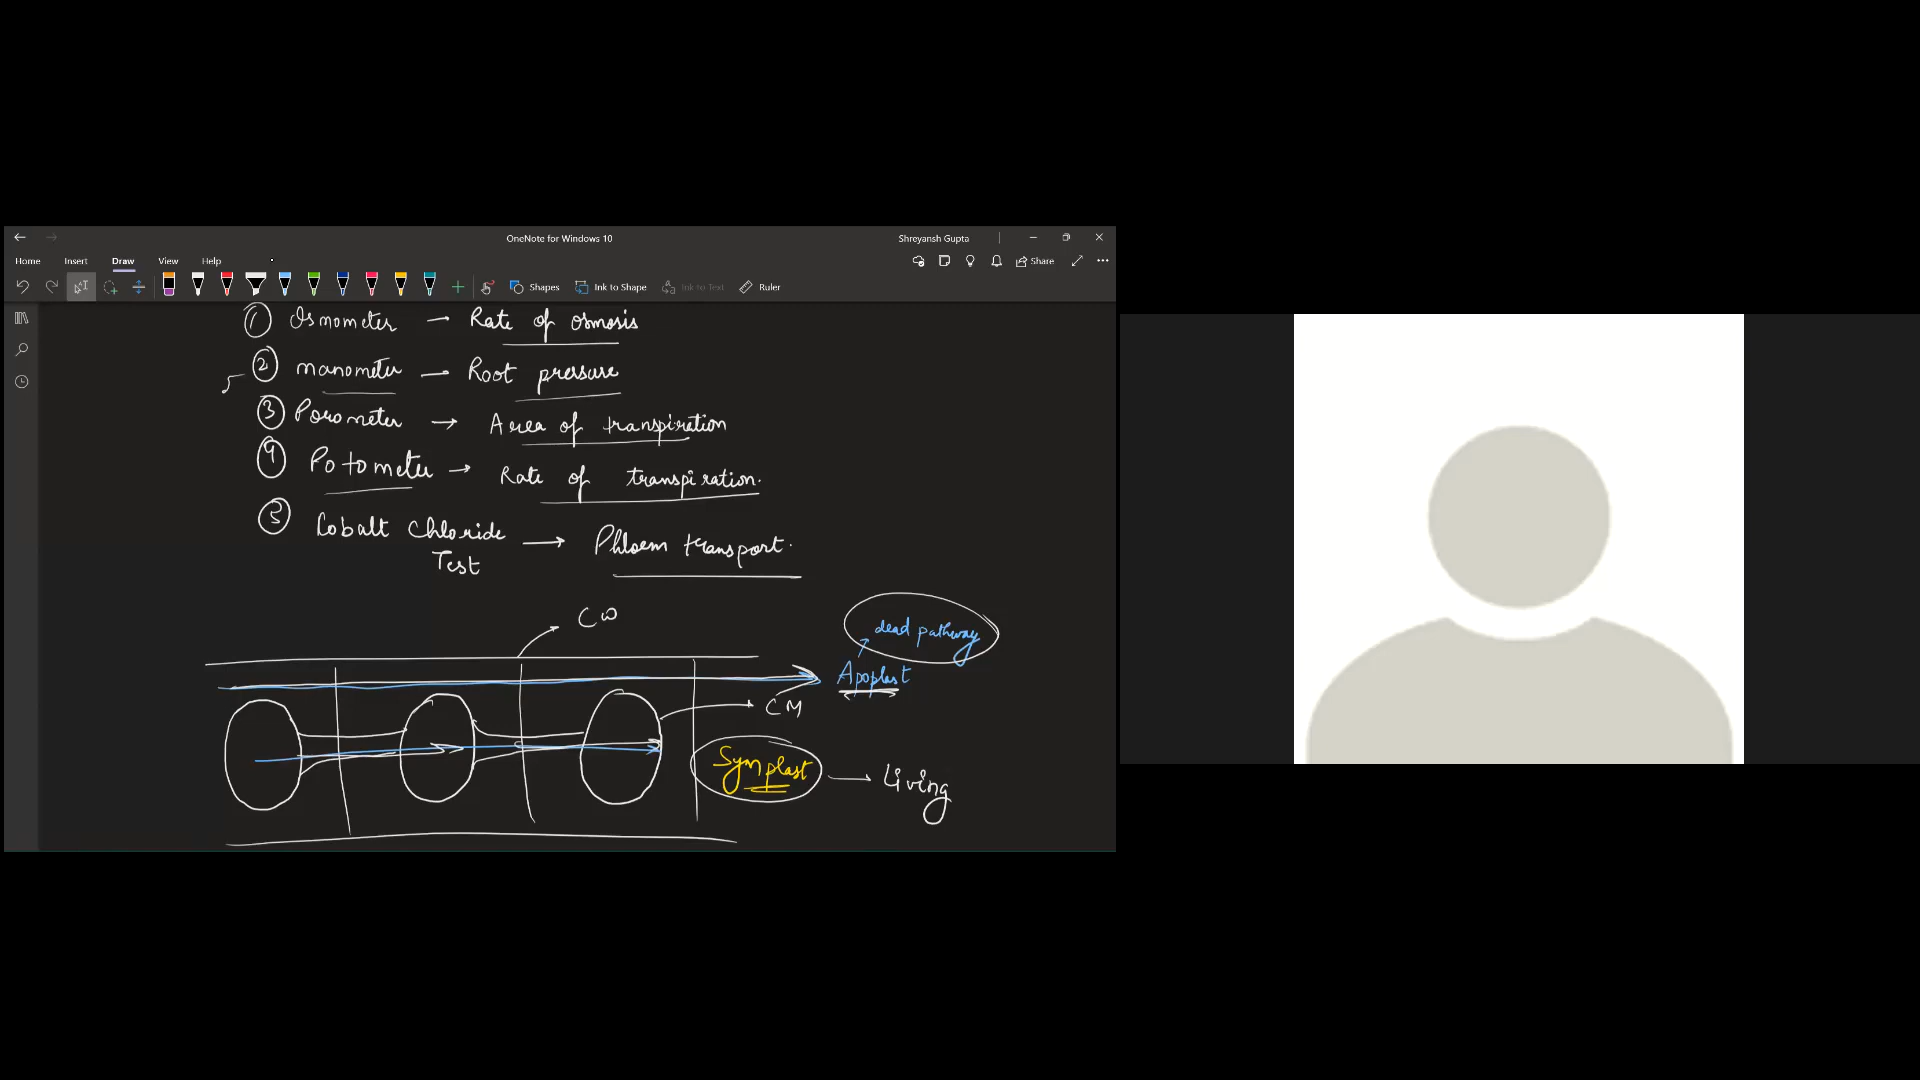 OneNote for Windows 10
Shreyansh Gupta
Home Insert Draw View Help
Share
Shapes Ink to Shape Ink to Text Ruler
① Osmometer → Rate of osmosis
② manometer — Root pressure
③ Porometer → Area of transpiration
④ Potometer → Rate of transpiration.
⑤ Cobalt Chloride Test → Phloem transport.
CW
dead pathway
Apoplast
CM
Symplast → Living